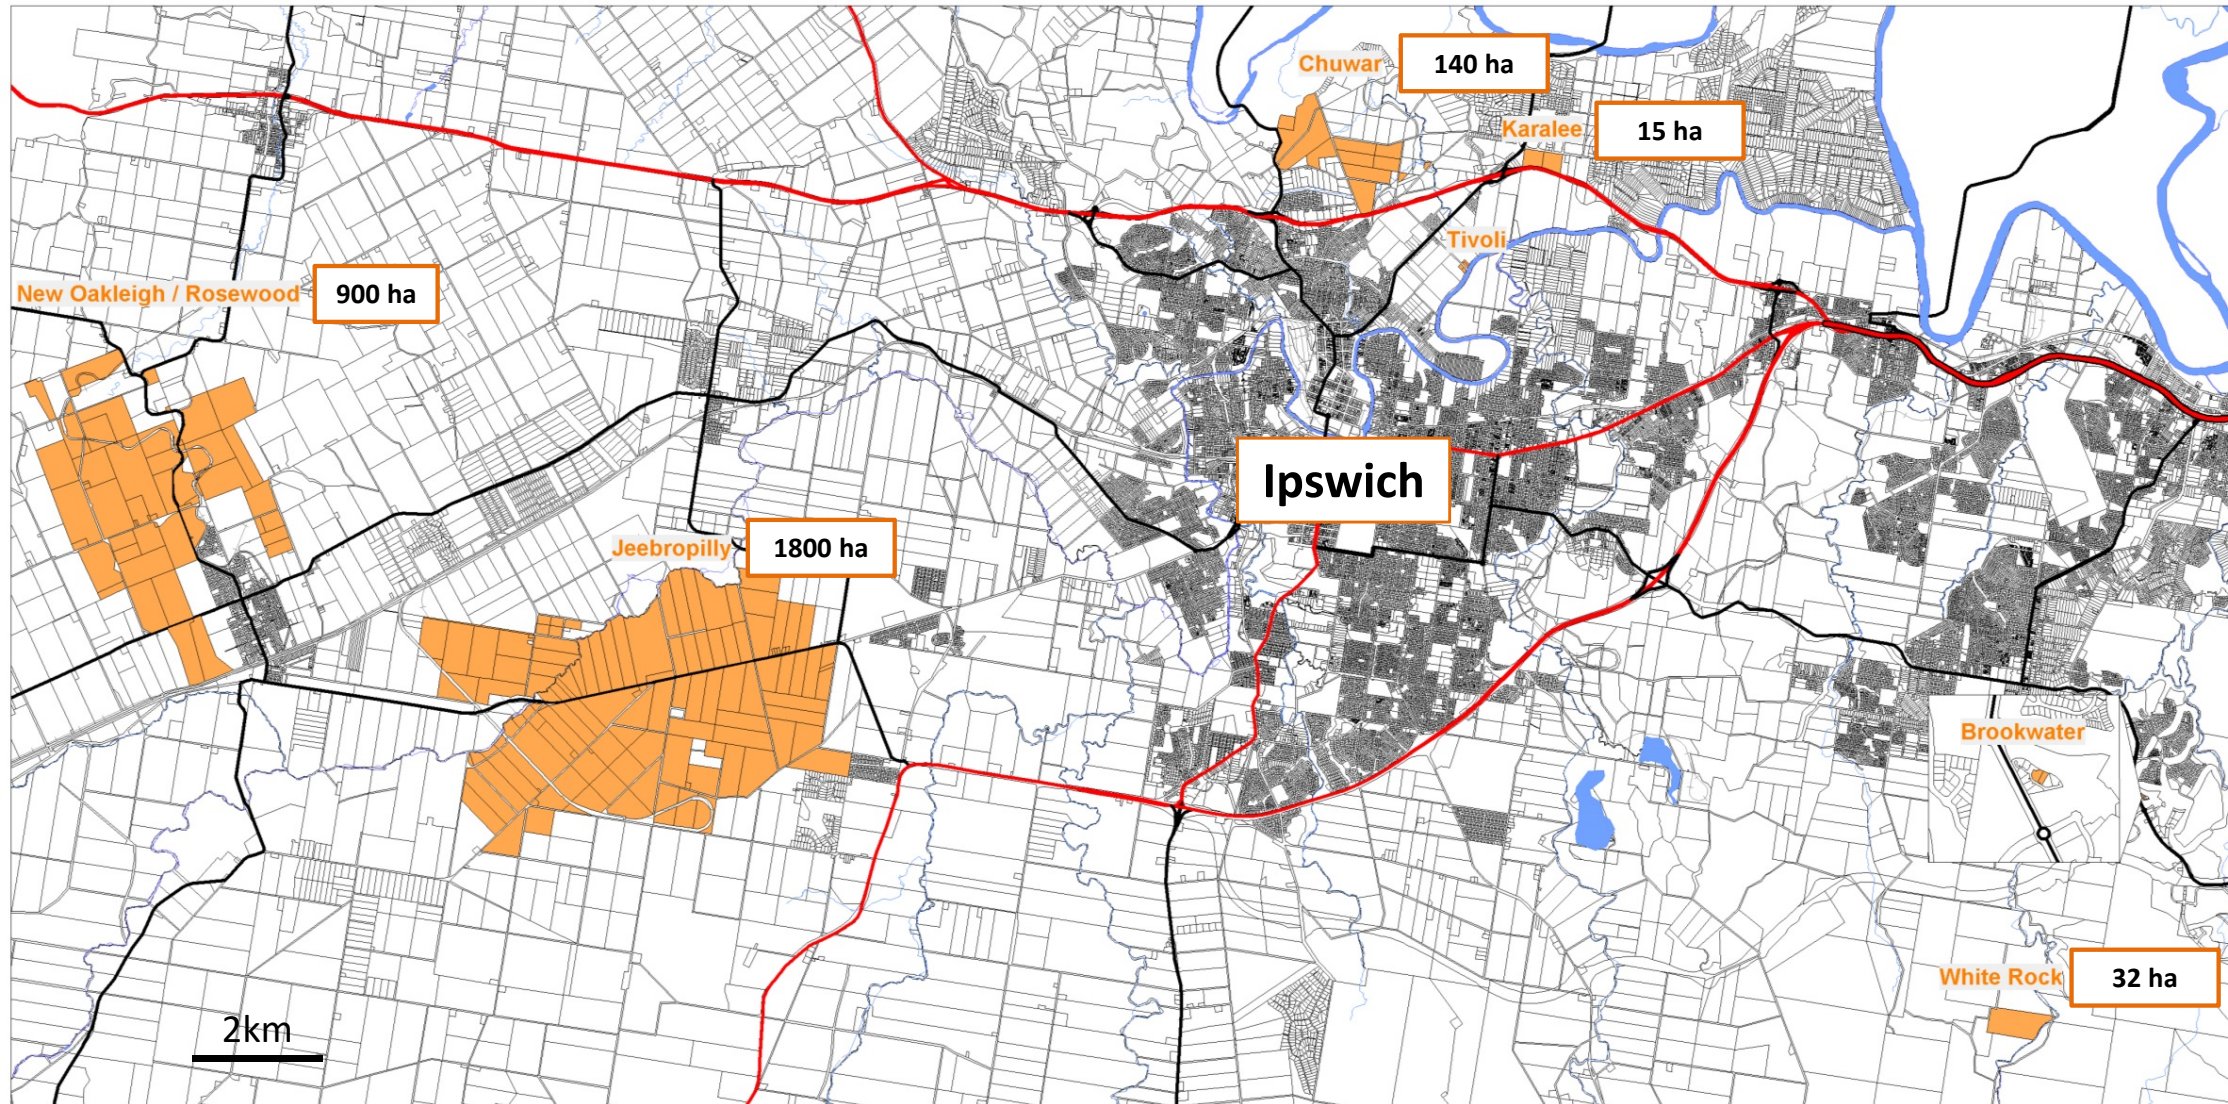 Chuwar
140 ha
Karalee
15 ha
Tivoli
New Oakleigh / Rosewood
900 ha
Ipswich
Jeebropilly
1800 ha
Brookwater
White Rock
32 ha
2km